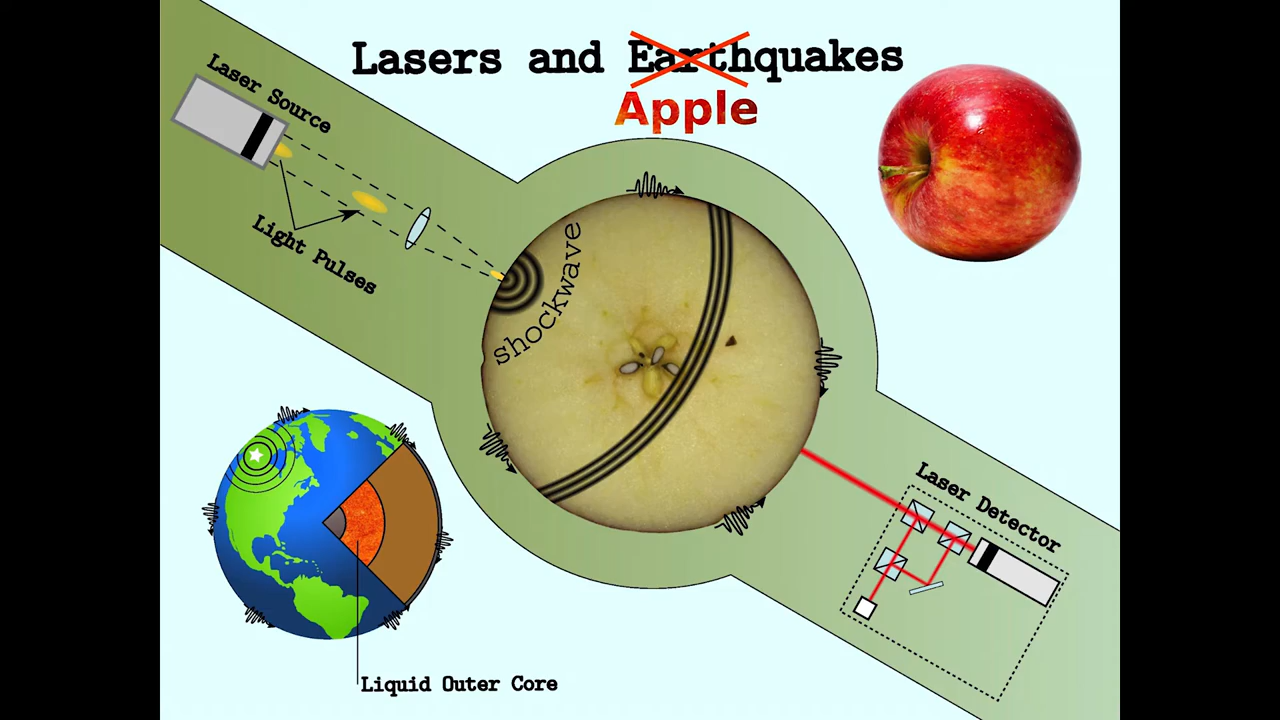 Lasers and Earthquakes
Apple
Laser Source
Light Pulses
shockwave
Laser Detector
Liquid Outer Core